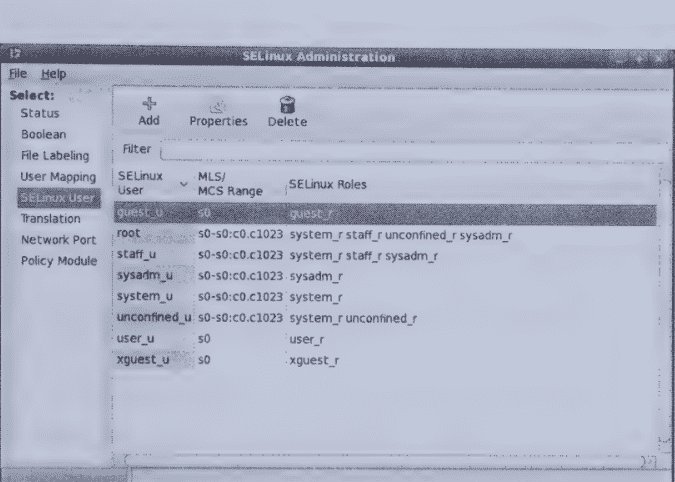 SELinux Administration
File Help
Select:
Status
Boolean
File Labeling
User Mapping
SELinux User
Translation
Network Port
Policy Module
Add Properties Delete
Filter
SELinux User MLS/ MCS Range SELinux Roles
guest_u s0 guest_r
root s0-s0:c0.c1023 system_r staff_r unconfined_r sysadm_r
staff_u s0-s0:c0.c1023 system_r staff_r sysadm_r
sysadm_u s0-s0:c0.c1023 sysadm_r
system_u s0-s0:c0.c1023 system_r
unconfined_u s0-s0:c0.c1023 system_r unconfined_r
user_u s0 user_r
xguest_u s0 xguest_r